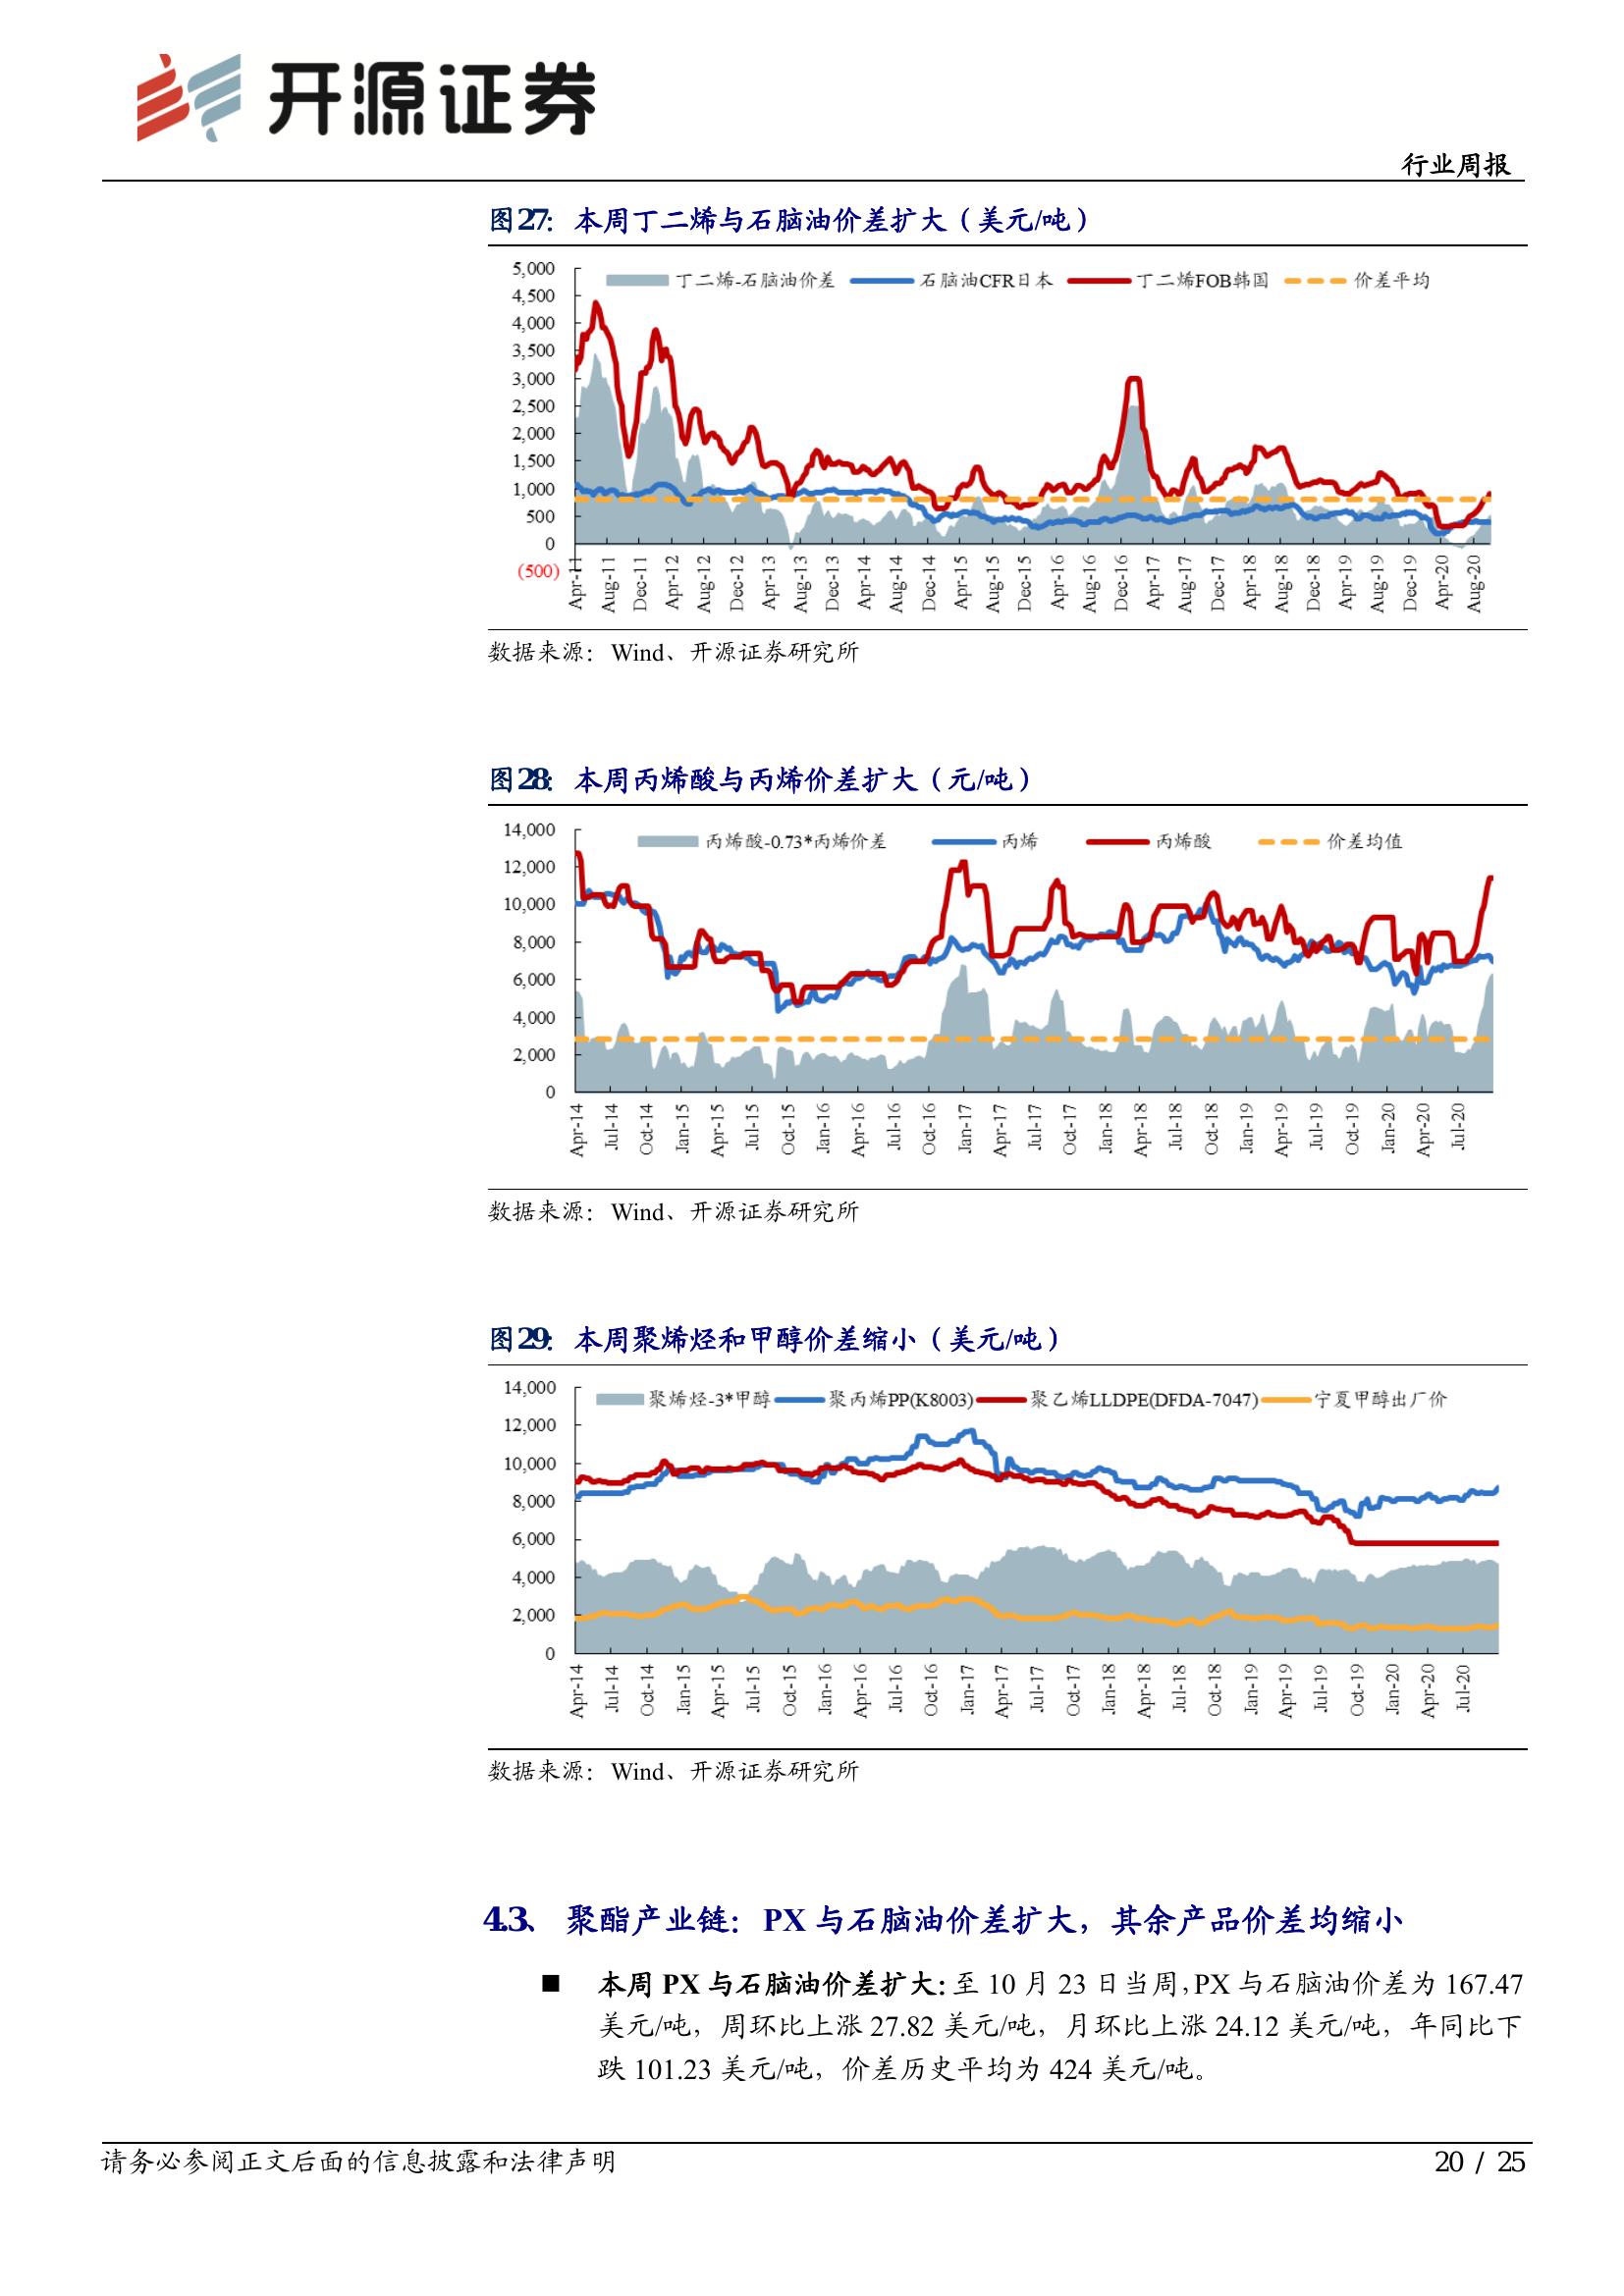 开源证券
行业周报
图27： 本周丁二烯与石脑油价差扩大（美元/吨）
丁二烯-石脑油价差 石脑油CFR日本 丁二烯FOB韩国 价差平均
5,000
4,500
4,000
3,500
3,000
2,500
2,000
1,500
1,000
500
0
(500)
Apr-11 Aug-11 Dec-11 Apr-12 Aug-12 Dec-12 Apr-13 Aug-13 Dec-13 Apr-14 Aug-14 Dec-14 Apr-15 Aug-15 Dec-15 Apr-16 Aug-16 Dec-16 Apr-17 Aug-17 Dec-17 Apr-18 Aug-18 Dec-18 Apr-19 Aug-19 Dec-19 Apr-20 Aug-20
数据来源：Wind、开源证券研究所
图28： 本周丙烯酸与丙烯价差扩大（元/吨）
丙烯酸-0.73*丙烯价差 丙烯 丙烯酸 价差均值
14,000
12,000
10,000
8,000
6,000
4,000
2,000
0
Apr-14 Jul-14 Oct-14 Jan-15 Apr-15 Jul-15 Oct-15 Jan-16 Apr-16 Jul-16 Oct-16 Jan-17 Apr-17 Jul-17 Oct-17 Jan-18 Apr-18 Jul-18 Oct-18 Jan-19 Apr-19 Jul-19 Oct-19 Jan-20 Apr-20 Jul-20
数据来源：Wind、开源证券研究所
图29： 本周聚烯烃和甲醇价差缩小（美元/吨）
聚烯烃-3*甲醇 聚丙烯PP(K8003) 聚乙烯LLDPE(DFDA-7047) 宁夏甲醇出厂价
14,000
12,000
10,000
8,000
6,000
4,000
2,000
0
Apr-14 Jul-14 Oct-14 Jan-15 Apr-15 Jul-15 Oct-15 Jan-16 Apr-16 Jul-16 Oct-16 Jan-17 Apr-17 Jul-17 Oct-17 Jan-18 Apr-18 Jul-18 Oct-18 Jan-19 Apr-19 Jul-19 Oct-19 Jan-20 Apr-20 Jul-20
数据来源：Wind、开源证券研究所
4.3、 聚酯产业链：PX 与石脑油价差扩大，其余产品价差均缩小
■ 本周 PX 与石脑油价差扩大：至 10 月 23 日当周，PX 与石脑油价差为 167.47
美元/吨，周环比上涨 27.82 美元/吨，月环比上涨 24.12 美元/吨，年同比下
跌 101.23 美元/吨，价差历史平均为 424 美元/吨。
请务必参阅正文后面的信息披露和法律声明
20 / 25